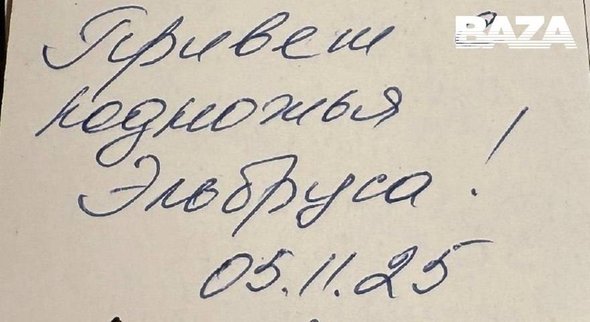 BAZA
Привет
подножья
Эльбруса!
05.11.25